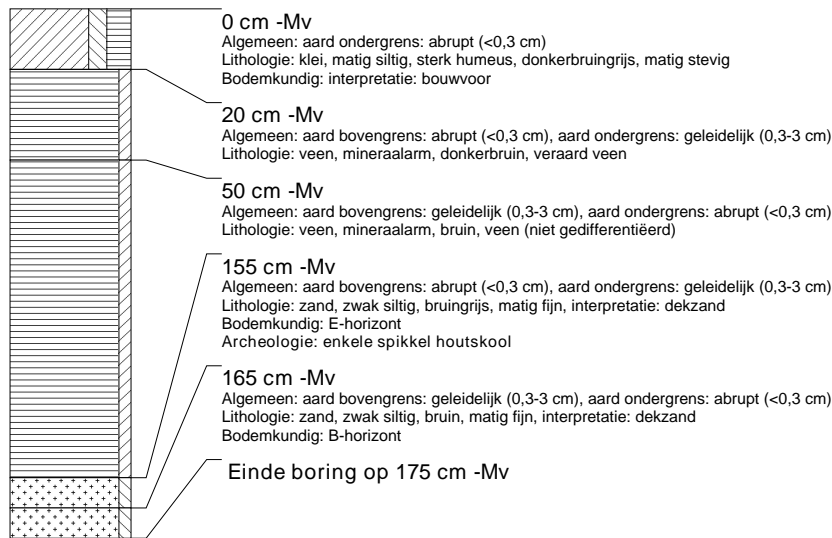 0 cm -Mv
Algemeen: aard ondergrens: abrupt (<0,3 cm)
Lithologie: klei, matig siltig, sterk humeus, donkerbruingrijs, matig stevig
Bodemkundig: interpretatie: bouwvoor
20 cm -Mv
Algemeen: aard bovengrens: abrupt (<0,3 cm), aard ondergrens: geleidelijk (0,3-3 cm)
Lithologie: veen, mineraalarm, donkerbruin, veraard veen
50 cm -Mv
Algemeen: aard bovengrens: geleidelijk (0,3-3 cm), aard ondergrens: abrupt (<0,3 cm)
Lithologie: veen, mineraalarm, bruin, veen (niet gedifferentiëerd)
155 cm -Mv
Algemeen: aard bovengrens: abrupt (<0,3 cm), aard ondergrens: geleidelijk (0,3-3 cm)
Lithologie: zand, zwak siltig, bruingrijs, matig fijn, interpretatie: dekzand
Bodemkundig: E-horizont
Archeologie: enkele spikkel houtskool
165 cm -Mv
Algemeen: aard bovengrens: geleidelijk (0,3-3 cm), aard ondergrens: abrupt (<0,3 cm)
Lithologie: zand, zwak siltig, bruin, matig fijn, interpretatie: dekzand
Bodemkundig: B-horizont
Einde boring op 175 cm -Mv